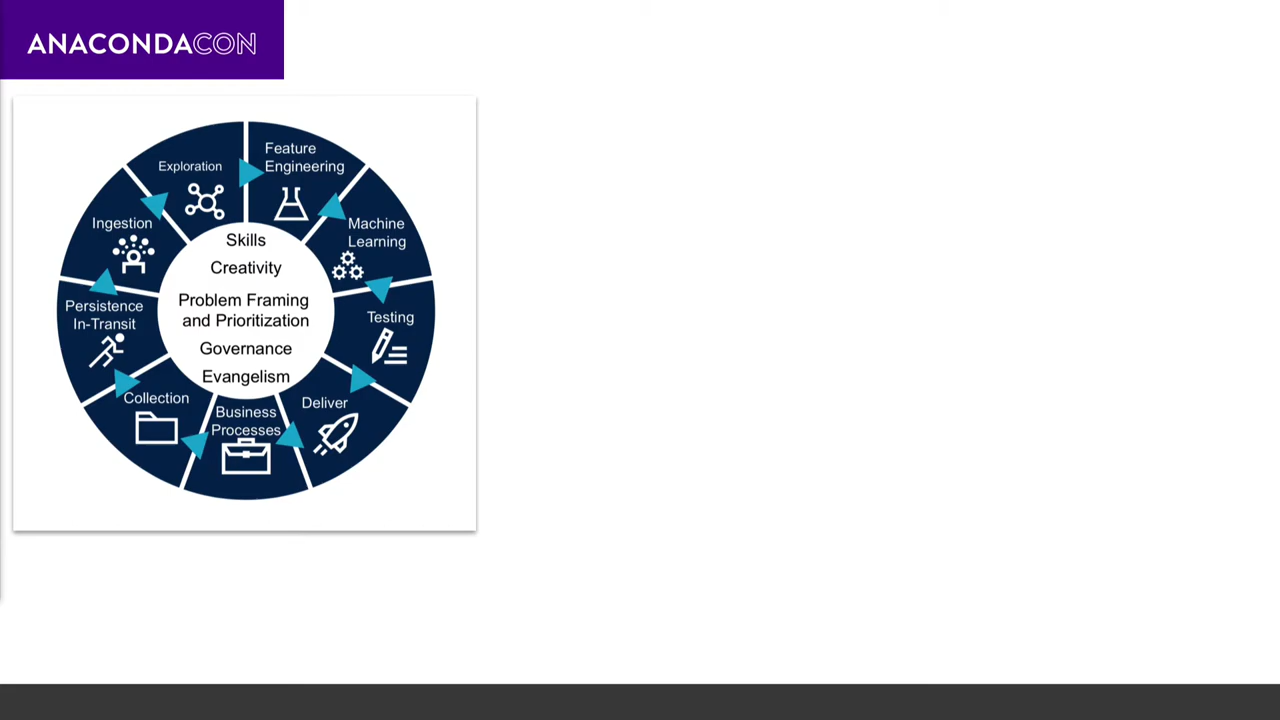 ANACONDACON
Exploration
Feature
Engineering
Ingestion
Machine
Learning
Skills
Creativity
Problem Framing
and Prioritization
Governance
Evangelism
Persistence
In-Transit
Testing
Collection
Business
Processes
Deliver